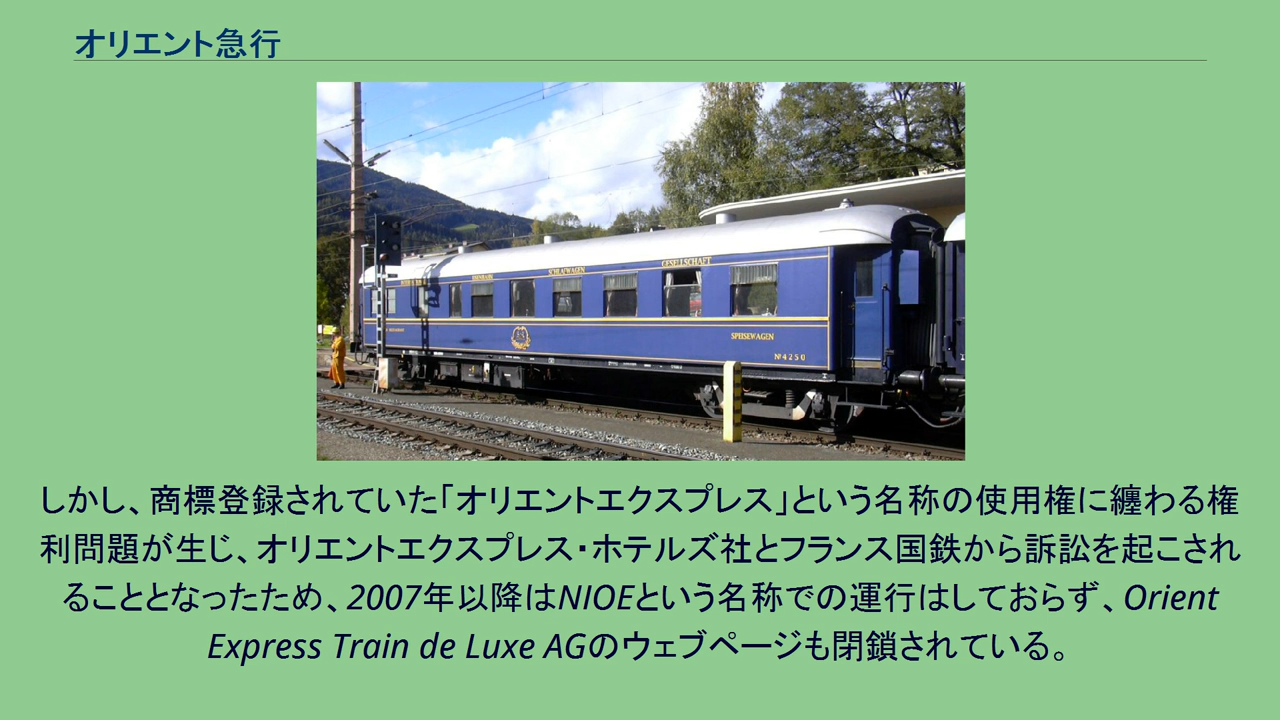 オリエント急行
SCHLAFWAGEN
GESELLSCHAFT
SPEISEWAGEN
№4250
しかし、商標登録されていた「オリエントエクスプレス」という名称の使用権に纏わる権
利問題が生じ、オリエントエクスプレス・ホテルズ社とフランス国鉄から訴訟を起こされ
ることとなったため、2007年以降はNIOEという名称での運行はしておらず、Orient
Express Train de Luxe AGのウェブページも閉鎖されている。